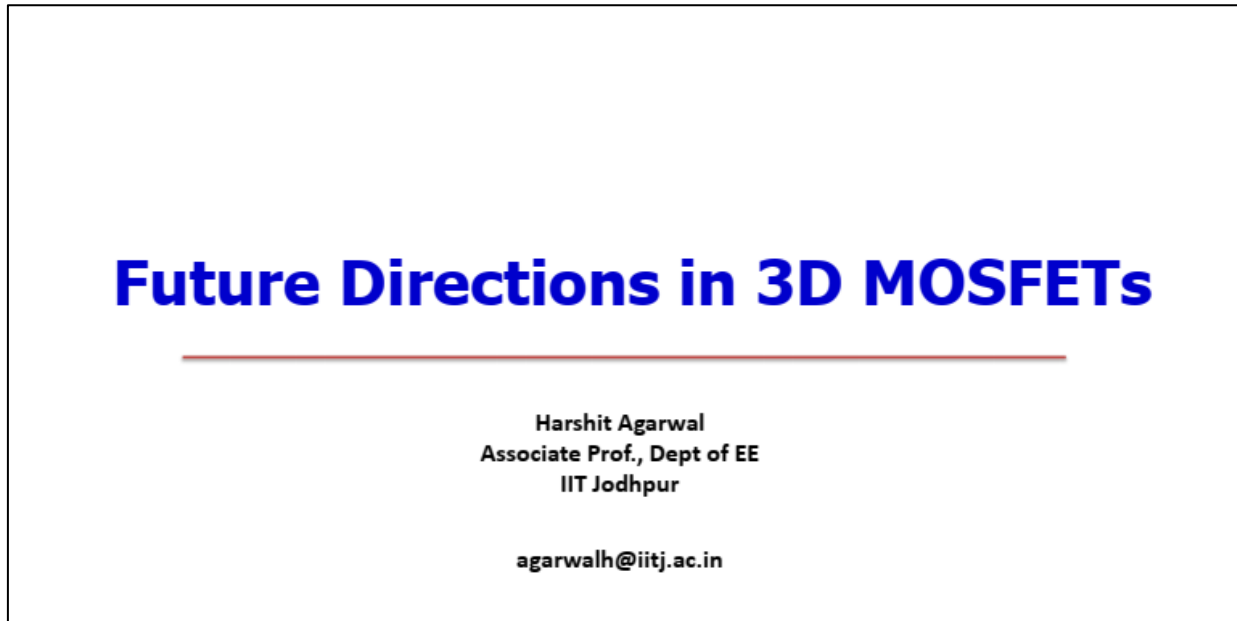 Future Directions in 3D MOSFETs
Harshit Agarwal
Associate Prof., Dept of EE
IIT Jodhpur
agarwalh@iitj.ac.in